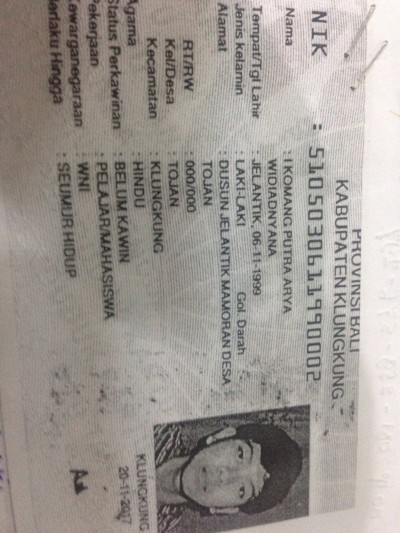 PROVINSI BALI
KABUPATEN KLUNGKUNG
NIK : 5105030611990002
Nama : I KOMANG PUTRA ARYA
WIDIADNYANA
Tempat/Tgl Lahir : JELANTIK, 06-11-1999
Jenis kelamin : LAKI-LAKI Gol. Darah
Alamat : DUSUN JELANTIK MAMORAN DESA
TOJAN
RT/RW : 000/000
Kel/Desa : TOJAN
Kecamatan : KLUNGKUNG
Agama : HINDU
Status Perkawinan : BELUM KAWIN
Pekerjaan : PELAJAR/MAHASISWA
ewarganegaraan : WNI
erlaku Hingga : SEUMUR HIDUP
KLUNGKUNG
20-11-2017